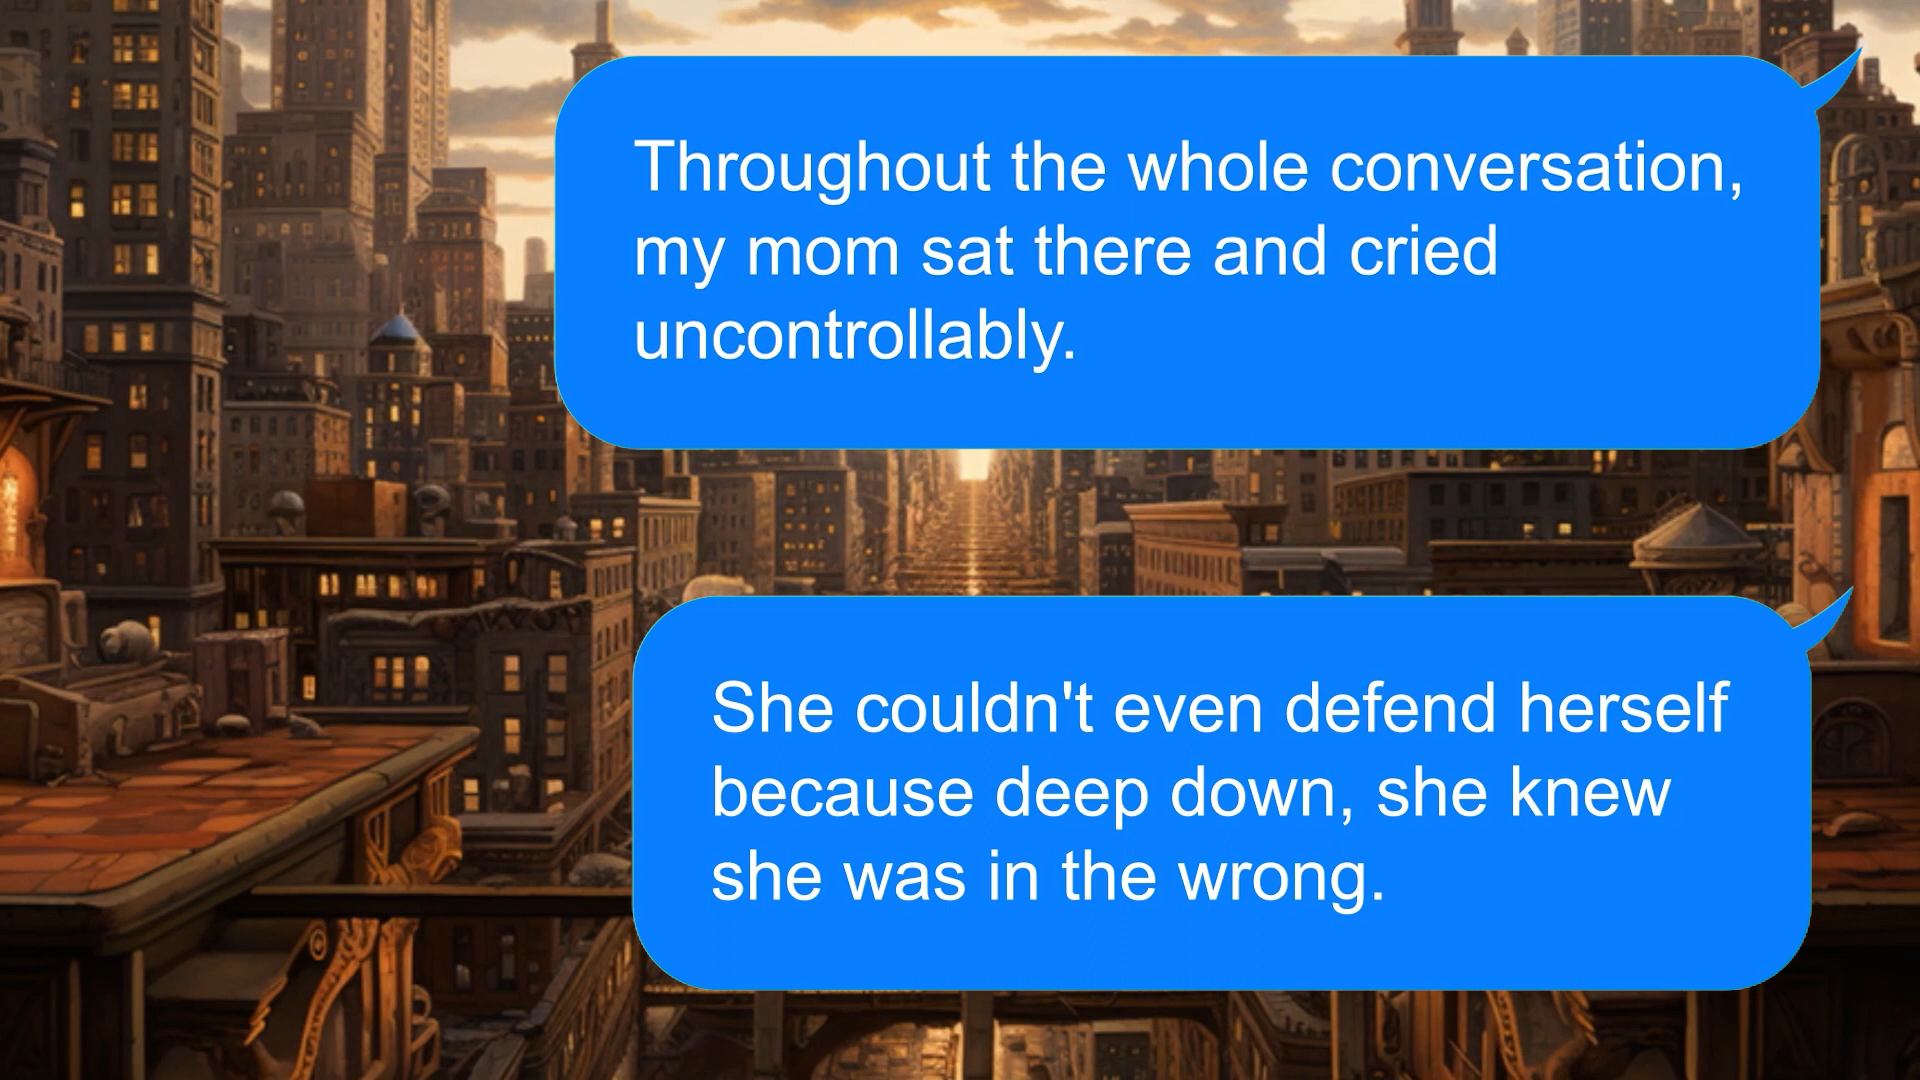 Throughout the whole conversation,
my mom sat there and cried
uncontrollably.
She couldn't even defend herself
because deep down, she knew
she was in the wrong.